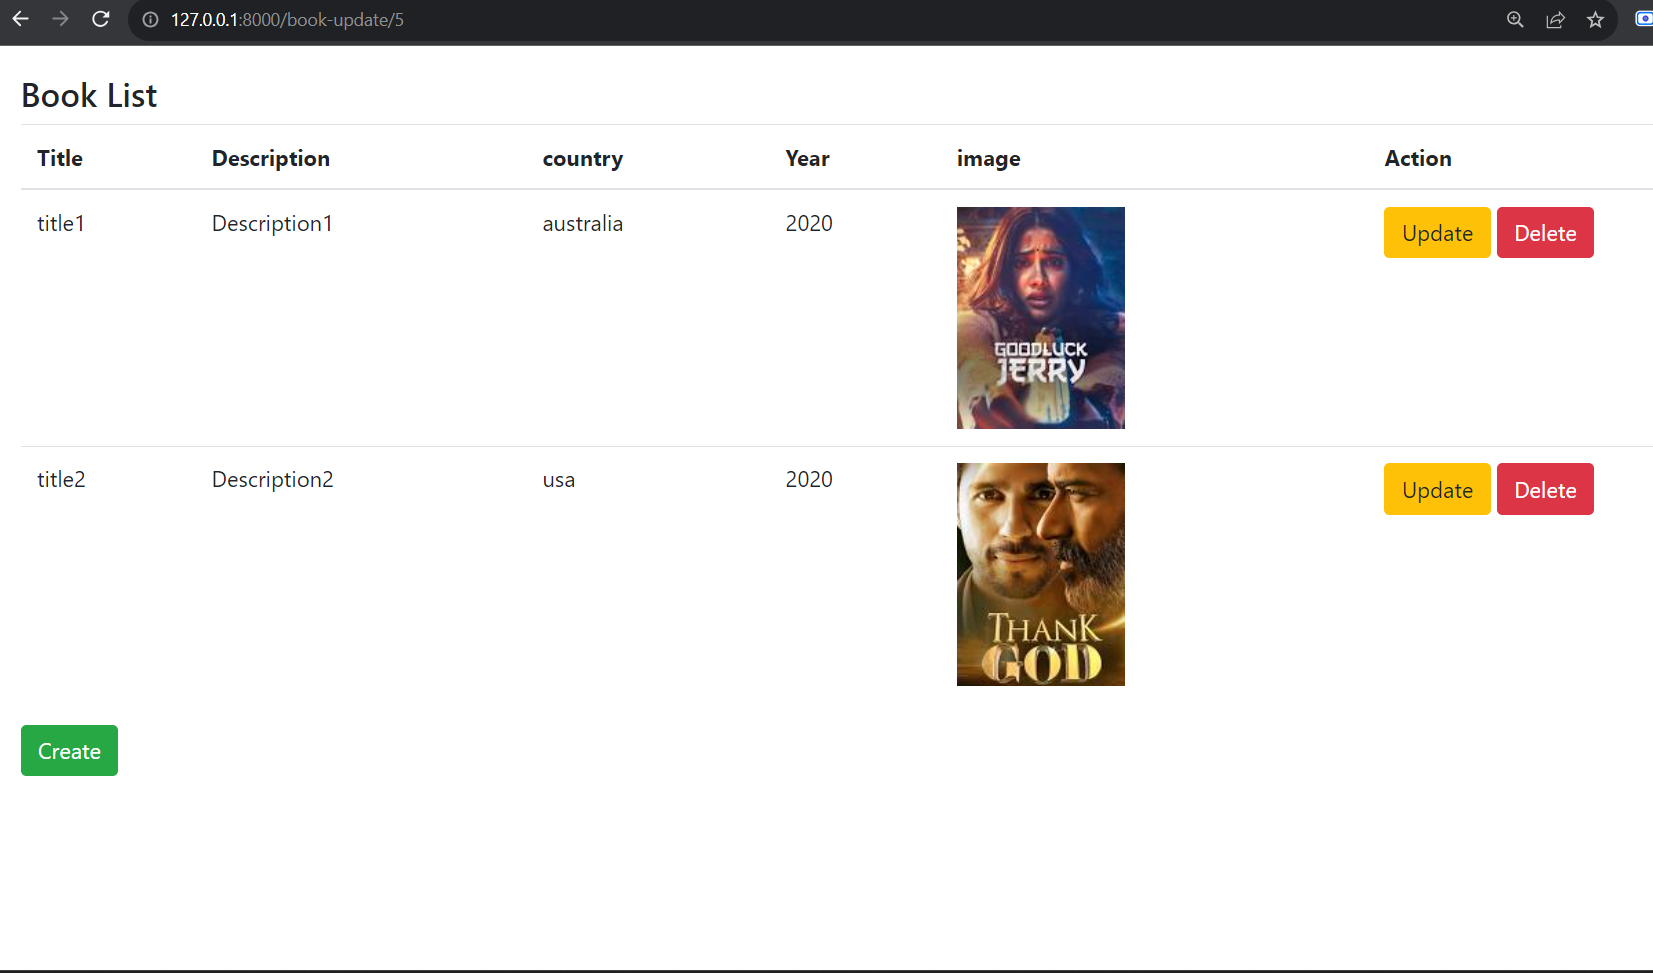 127.0.0.1:8000/book-update/5
Book List
Title Description country Year image Action
title1 Description1 australia 2020 Update Delete
GOODLUCK
JERRY
title2 Description2 usa 2020 Update Delete
THANK
GOD
Create